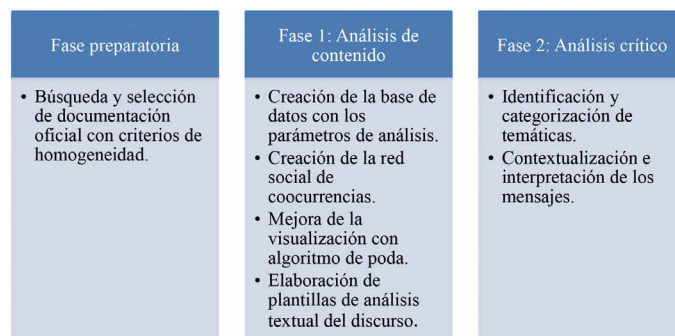 Fase preparatoria
• Búsqueda y selección
de documentación
oficial con criterios de
homogeneidad.
Fase 1: Análisis de
contenido
• Creación de la base de
datos con los
parámetros de análisis.
• Creación de la red
social de
coocurrencias.
• Mejora de la
visualización con
algoritmo de poda.
• Elaboración de
plantillas de análisis
textual del discurso.
Fase 2: Análisis crítico
• Identificación y
categorización de
temáticas.
• Contextualización e
interpretación de los
mensajes.